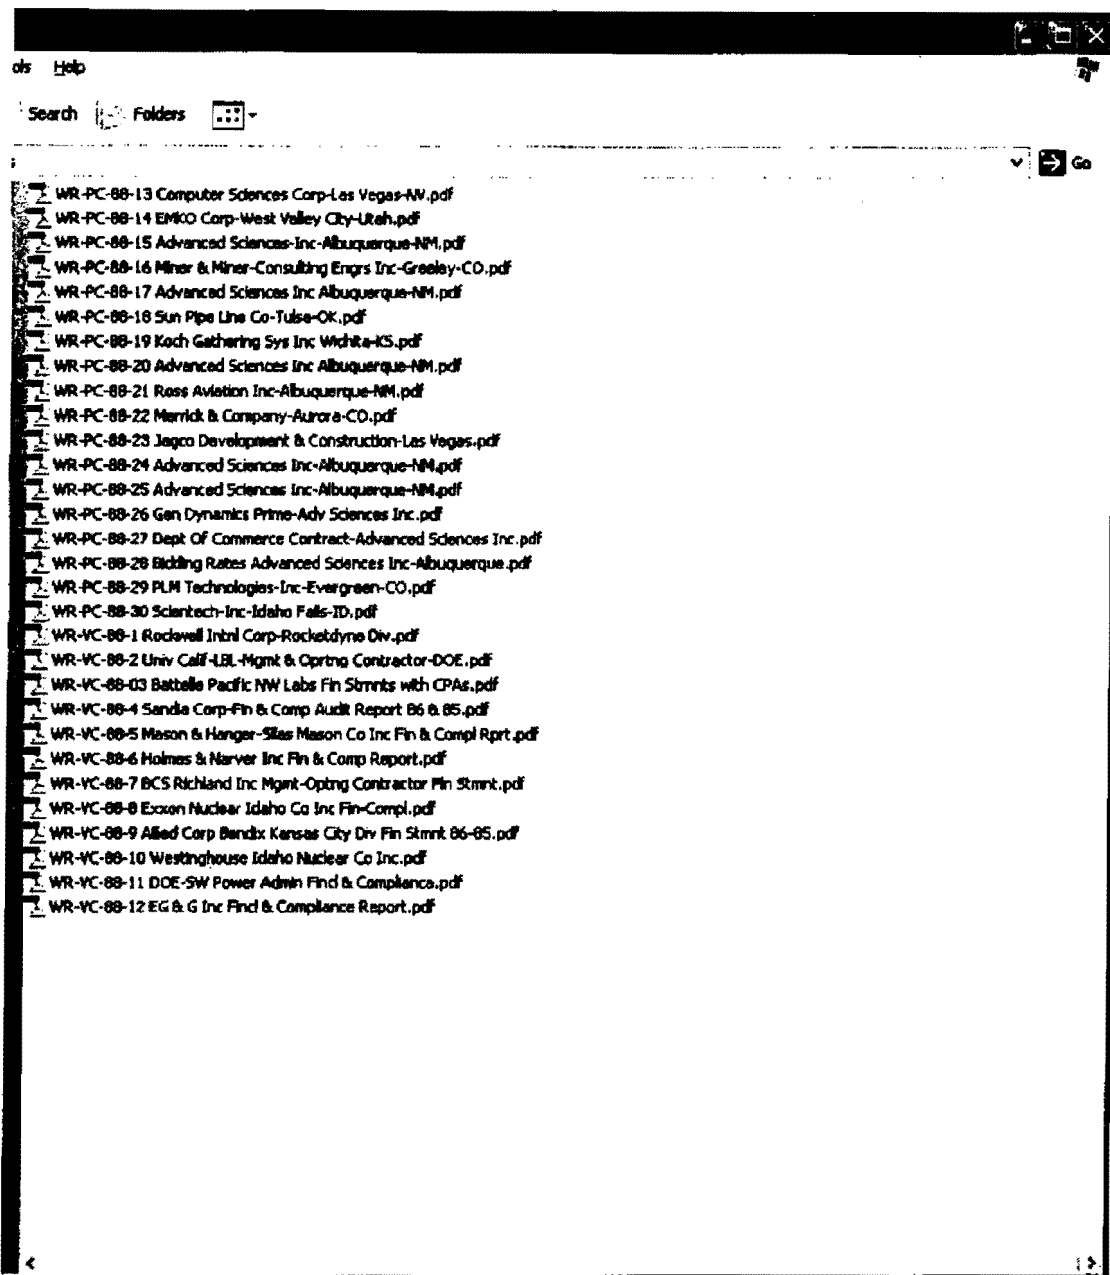 ols Help
Search Folders
Go
WR-PC-88-13 Computer Sciences Corp-Las Vegas-NV.pdf
WR-PC-88-14 EMKO Corp-West Valley City-Utah.pdf
WR-PC-88-15 Advanced Sciences-Inc-Albuquerque-NM.pdf
WR-PC-88-16 Miner & Miner-Consulting Engrs Inc-Greeley-CO.pdf
WR-PC-88-17 Advanced Sciences Inc Albuquerque-NM.pdf
WR-PC-88-18 Sun Pipe Line Co-Tulsa-OK.pdf
WR-PC-88-19 Koch Gathering Sys Inc Wichita-KS.pdf
WR-PC-88-20 Advanced Sciences Inc Albuquerque-NM.pdf
WR-PC-88-21 Ross Aviation Inc-Albuquerque-NM.pdf
WR-PC-88-22 Merrick & Company-Aurora-CO.pdf
WR-PC-88-23 Jagco Development & Construction-Las Vegas.pdf
WR-PC-88-24 Advanced Sciences Inc-Albuquerque-NM.pdf
WR-PC-88-25 Advanced Sciences Inc-Albuquerque-NM.pdf
WR-PC-88-26 Gen Dynamics Prime-Adv Sciences Inc.pdf
WR-PC-88-27 Dept Of Commerce Contract-Advanced Sciences Inc.pdf
WR-PC-88-28 Bidding Rates Advanced Sciences Inc-Albuquerque.pdf
WR-PC-88-29 PLM Technologies-Inc-Evergreen-CO.pdf
WR-PC-88-30 Scientech-Inc-Idaho Falls-ID.pdf
WR-VC-88-1 Rockwell Intnl Corp-Rocketdyne Div.pdf
WR-VC-88-2 Univ Calif-LBL-Mgmt & Oprtng Contractor-DOE.pdf
WR-VC-88-03 Battelle Pacific NW Labs Fin Stmnts with CPAs.pdf
WR-VC-88-4 Sandia Corp-Fin & Comp Audit Report 86 & 85.pdf
WR-VC-88-5 Mason & Hanger-Silas Mason Co Inc Fin & Compl Rprt.pdf
WR-VC-88-6 Holmes & Narver Inc Fin & Comp Report.pdf
WR-VC-88-7 BCS Richland Inc Mgmt-Optng Contractor Fin Stmnt.pdf
WR-VC-88-8 Exxon Nuclear Idaho Co Inc Fin-Compl.pdf
WR-VC-88-9 Allied Corp Bendix Kansas City Div Fin Stmnt 86-85.pdf
WR-VC-88-10 Westinghouse Idaho Nuclear Co Inc.pdf
WR-VC-88-11 DOE-SW Power Admin Fincl & Compliance.pdf
WR-VC-88-12 EG & G Inc Fincl & Compliance Report.pdf